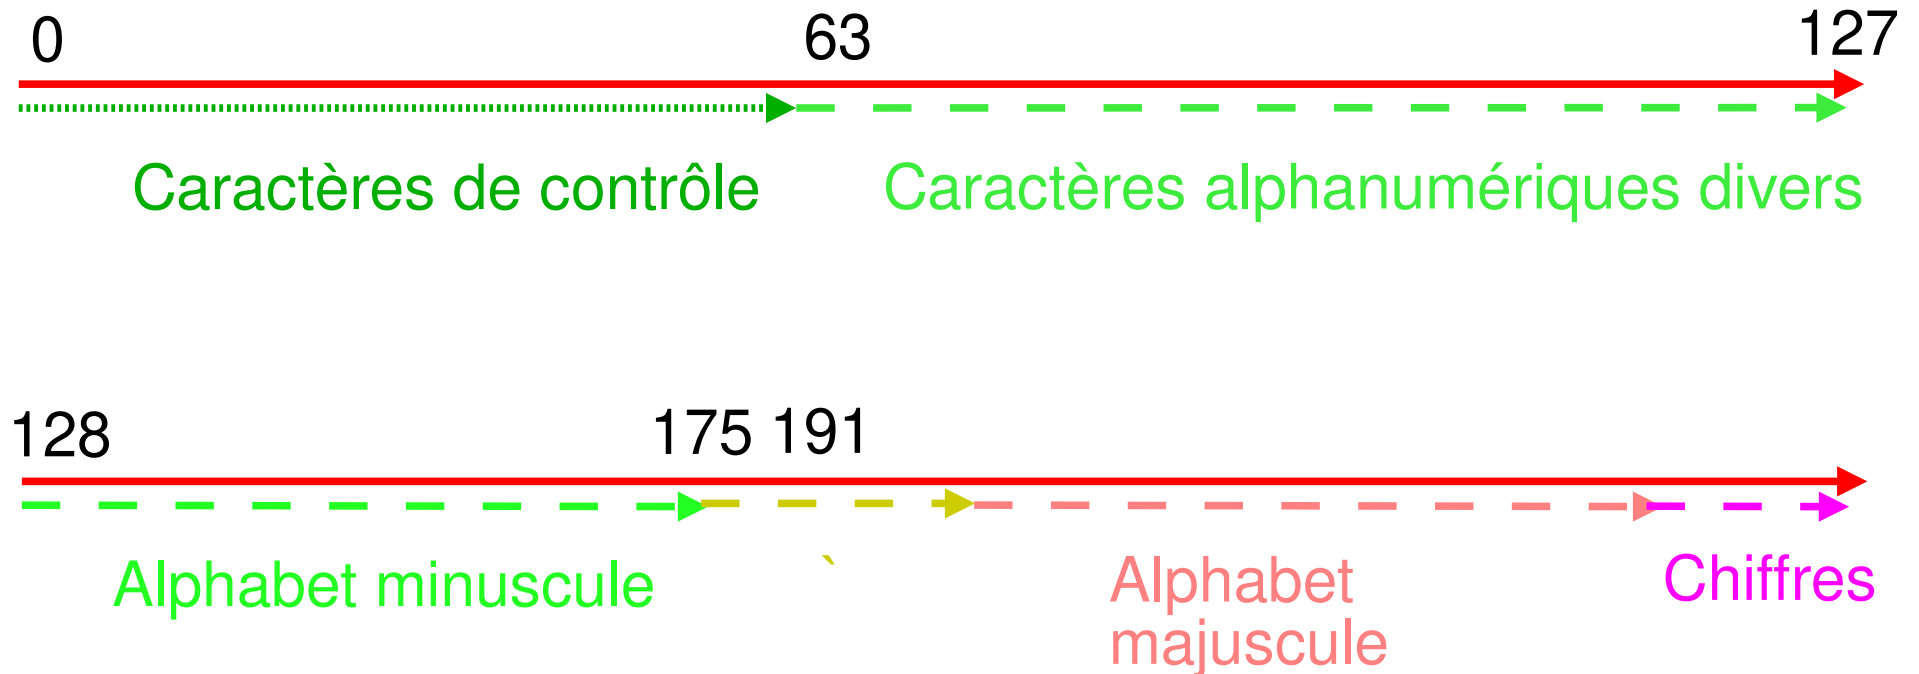 0 63 127
Caractères de contrôle Caractères alphanumériques divers
128 175 191
Alphabet minuscule ` Alphabet Chiffres
majuscule